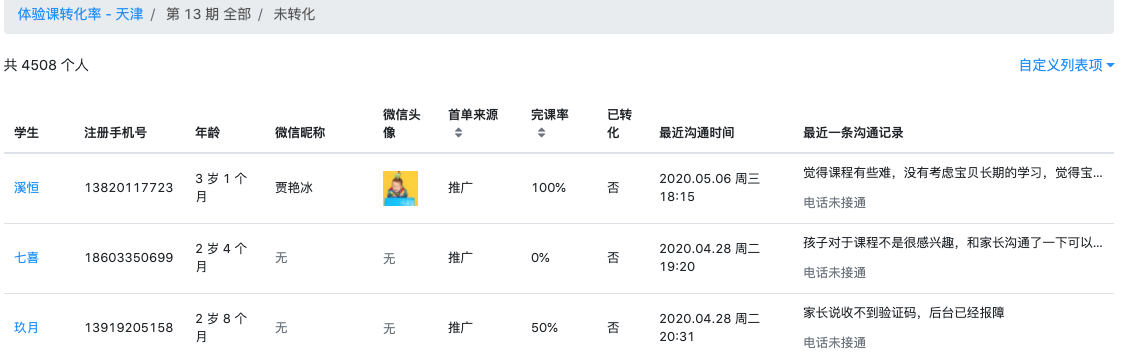 体验课转化率 - 天津 / 第 13 期 全部 / 未转化
共 4508 个人
自定义列表项
学生 注册手机号 年龄 微信昵称 微信头像 首单来源 完课率 已转化 最近沟通时间 最近一条沟通记录
溪恒 13820117723 3 岁 1 个月 贾艳冰 推广 100% 否 2020.05.06 周三 18:15 觉得课程有些难，没有考虑宝贝长期的学习，觉得宝...
电话未接通
七喜 18603350699 2 岁 4 个月 无 无 推广 0% 否 2020.04.28 周二 19:20 孩子对于课程不是很感兴趣，和家长沟通了一下可以...
电话未接通
玖月 13919205158 2 岁 8 个月 无 无 推广 50% 否 2020.04.28 周二 20:31 家长说收不到验证码，后台已经报障
电话未接通